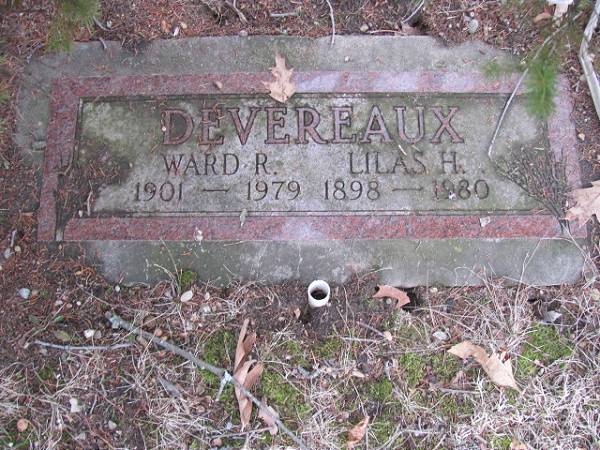 DEVEREAUX
WARD R. LILAS H.
1901 — 1979 1898 — 1980